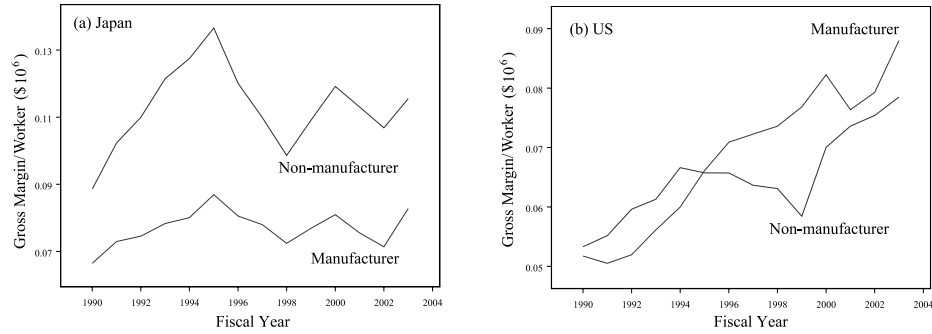 (a) Japan
Gross Margin/Worker ($10⁶)
0.13
0.11
0.09
0.07
Non-manufacturer
Manufacturer
1990 1992 1994 1996 1998 2000 2002 2004
Fiscal Year
(b) US
Gross Margin/Worker ($10⁶)
0.09
0.08
0.07
0.06
0.05
Manufacturer
Non-manufacturer
1990 1992 1994 1996 1998 2000 2002 2004
Fiscal Year